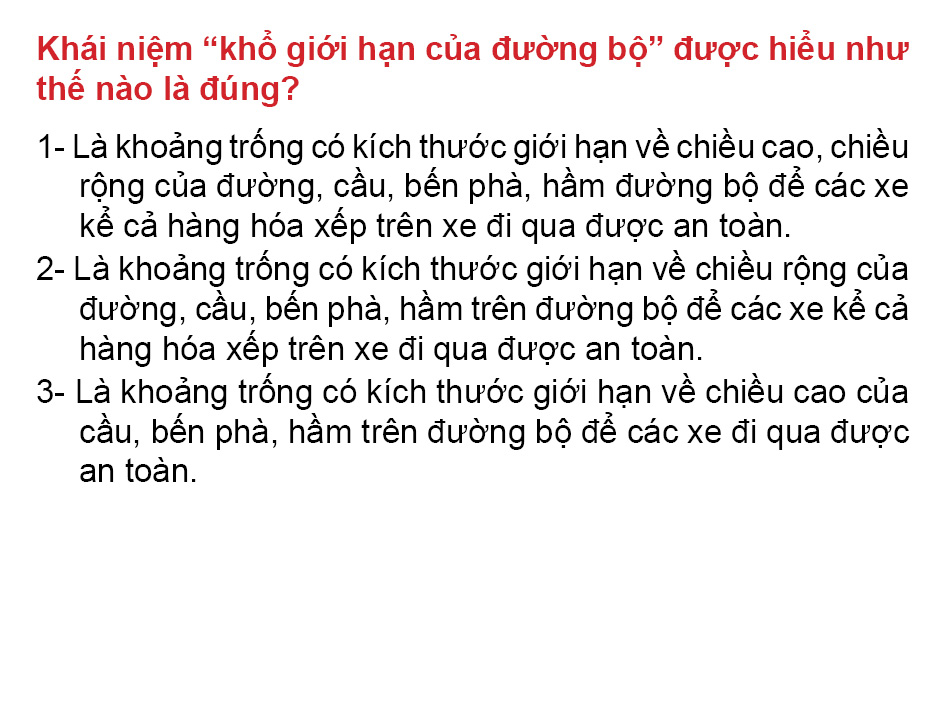 Khái niệm “khổ giới hạn của đường bộ” được hiểu như
thế nào là đúng?
1- Là khoảng trống có kích thước giới hạn về chiều cao, chiều
rộng của đường, cầu, bến phà, hầm đường bộ để các xe
kể cả hàng hóa xếp trên xe đi qua được an toàn.
2- Là khoảng trống có kích thước giới hạn về chiều rộng của
đường, cầu, bến phà, hầm trên đường bộ để các xe kể cả
hàng hóa xếp trên xe đi qua được an toàn.
3- Là khoảng trống có kích thước giới hạn về chiều cao của
cầu, bến phà, hầm trên đường bộ để các xe đi qua được
an toàn.